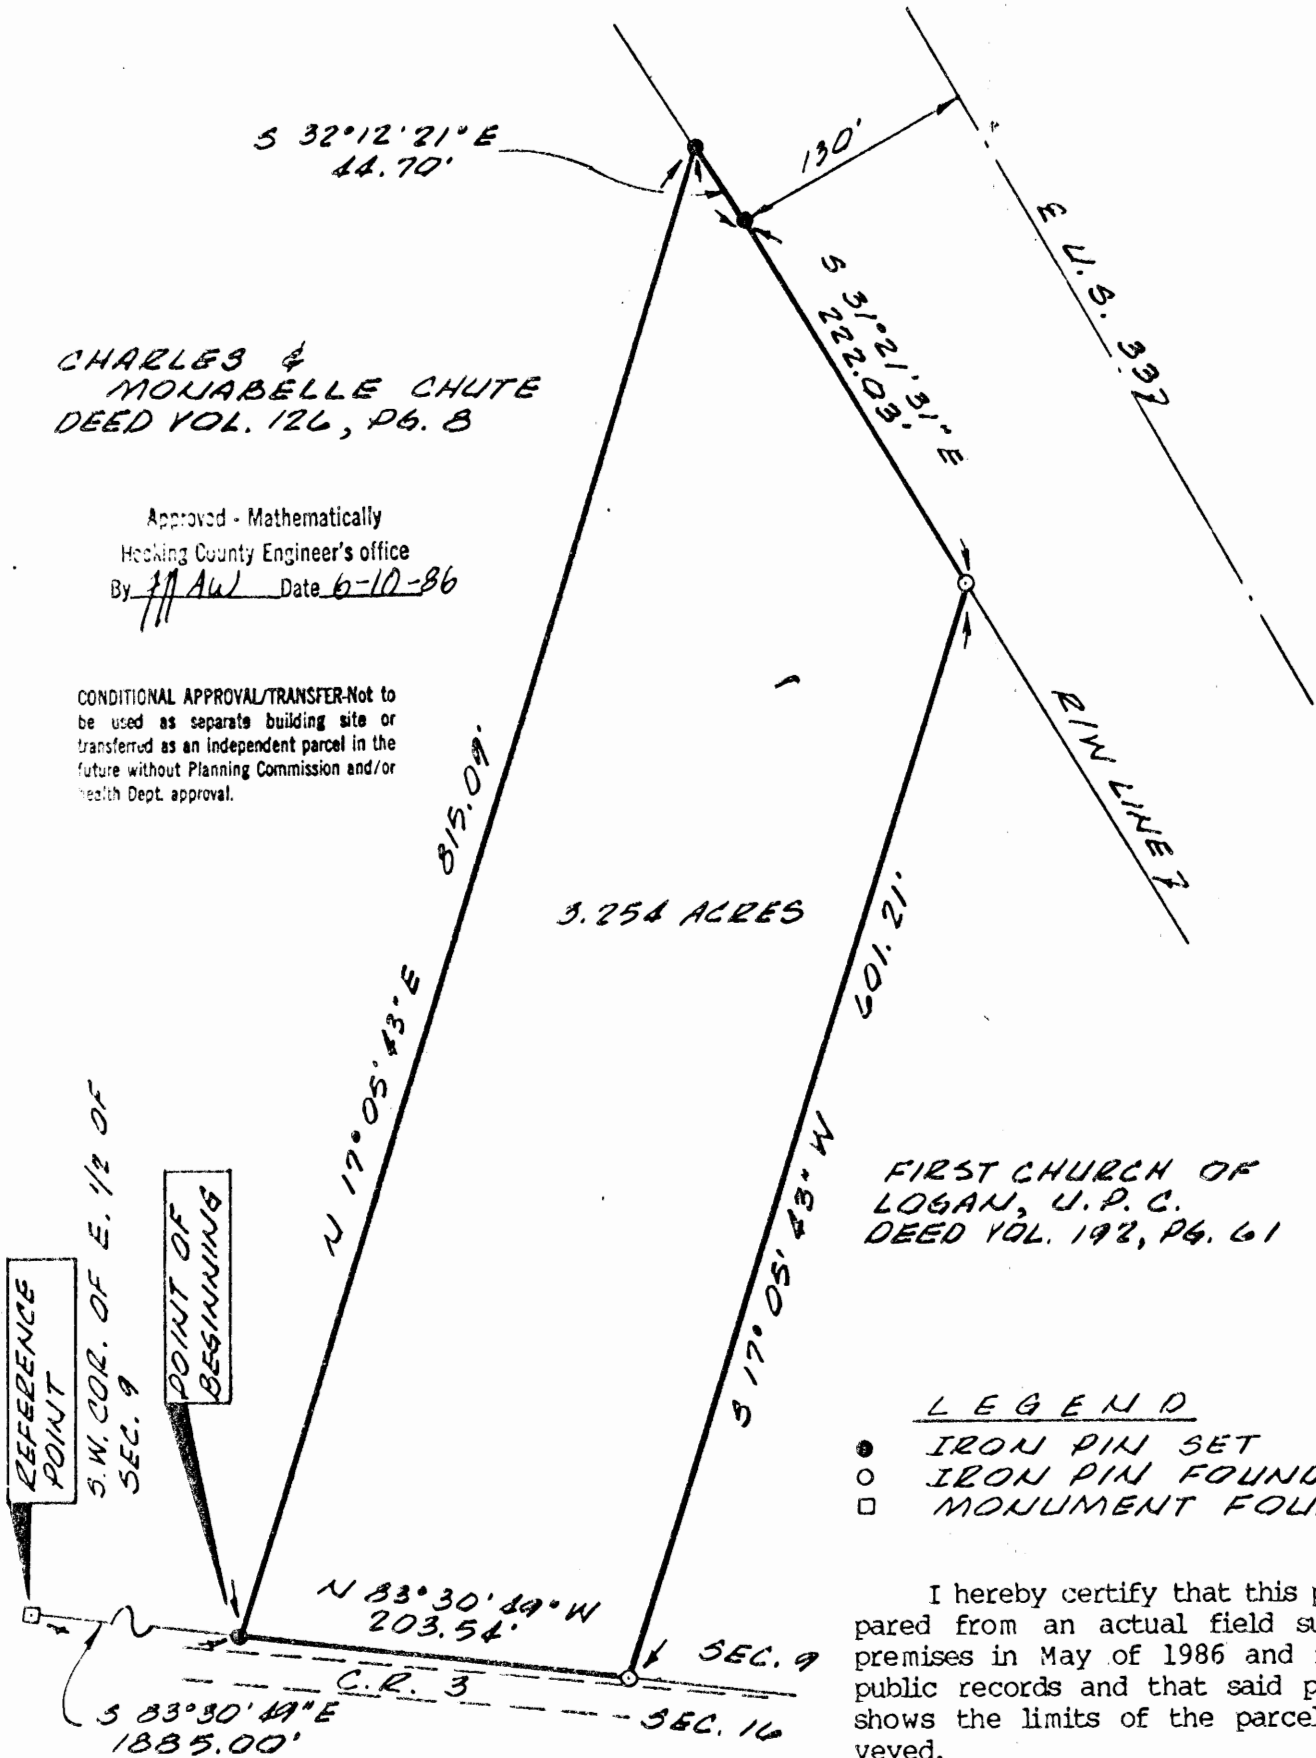 S 32°12'21" E
44.70'
130'
℄ U.S. 33
S 31°21'31" E
222.03'
CHARLES &
MONABELLE CHUTE
DEED VOL. 126, PG. 8
Approved - Mathematically
Hocking County Engineer's office
By Date 6-10-86
CONDITIONAL APPROVAL/TRANSFER-Not to
be used as separate building site or
transferred as an independent parcel in the
future without Planning Commission and/or
health Dept. approval.
R/W LINE
815.09'
3.254 ACRES
601.21'
N 17°05'43" E
S 17°05'43" W
FIRST CHURCH OF
LOGAN, U.P.C.
DEED VOL. 192, PG. 61
REFERENCE
POINT
S.W. COR. OF E. 1/2 OF
SEC. 9
POINT OF
BEGINNING
LEGEND
IRON PIN SET
IRON PIN FOUND
MONUMENT FOU
N 83°30'49" W
203.54'
C.R. 3
SEC. 9
SEC. 16
S 83°30'49" E
1885.00'
I hereby certify that this p
pared from an actual field su
premises in May of 1986 and
public records and that said p
shows the limits of the parcel
veyed.